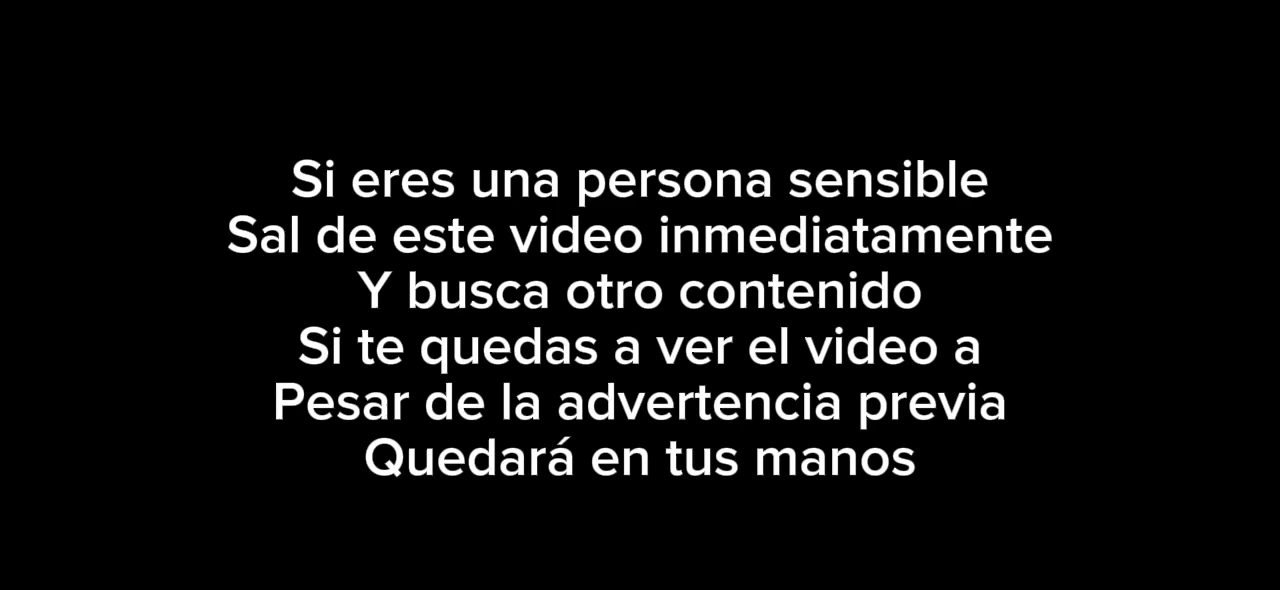 Si eres una persona sensible
Sal de este video inmediatamente
Y busca otro contenido
Si te quedas a ver el video a
Pesar de la advertencia previa
Quedará en tus manos